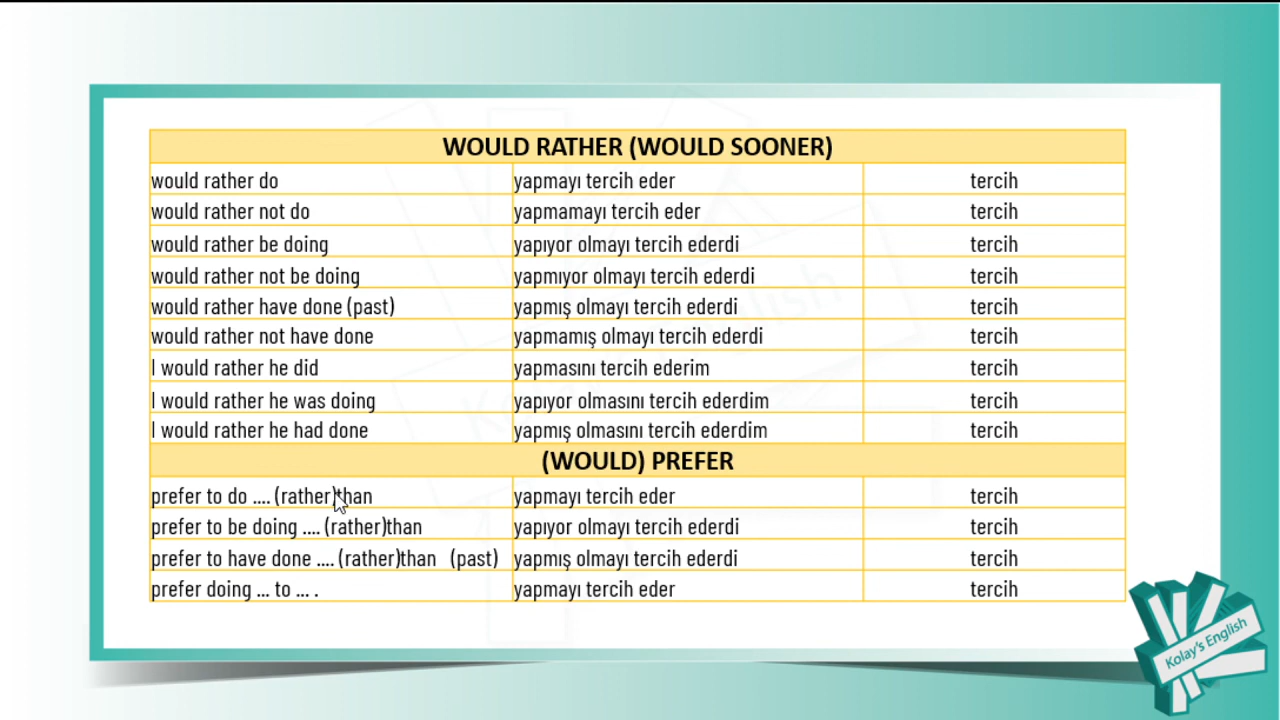 WOULD RATHER (WOULD SOONER)
would rather do yapmayı tercih eder tercih
would rather not do yapmamayı tercih eder tercih
would rather be doing yapıyor olmayı tercih ederdi tercih
would rather not be doing yapmıyor olmayı tercih ederdi tercih
would rather have done (past) yapmış olmayı tercih ederdi tercih
would rather not have done yapmamış olmayı tercih ederdi tercih
I would rather he did yapmasını tercih ederim tercih
I would rather he was doing yapıyor olmasını tercih ederdim tercih
I would rather he had done yapmış olmasını tercih ederdim tercih
(WOULD) PREFER
prefer to do .... (rather)than yapmayı tercih eder tercih
prefer to be doing .... (rather)than yapıyor olmayı tercih ederdi tercih
prefer to have done .... (rather)than (past) yapmış olmayı tercih ederdi tercih
prefer doing ... to ... . yapmayı tercih eder tercih
Kolay's English